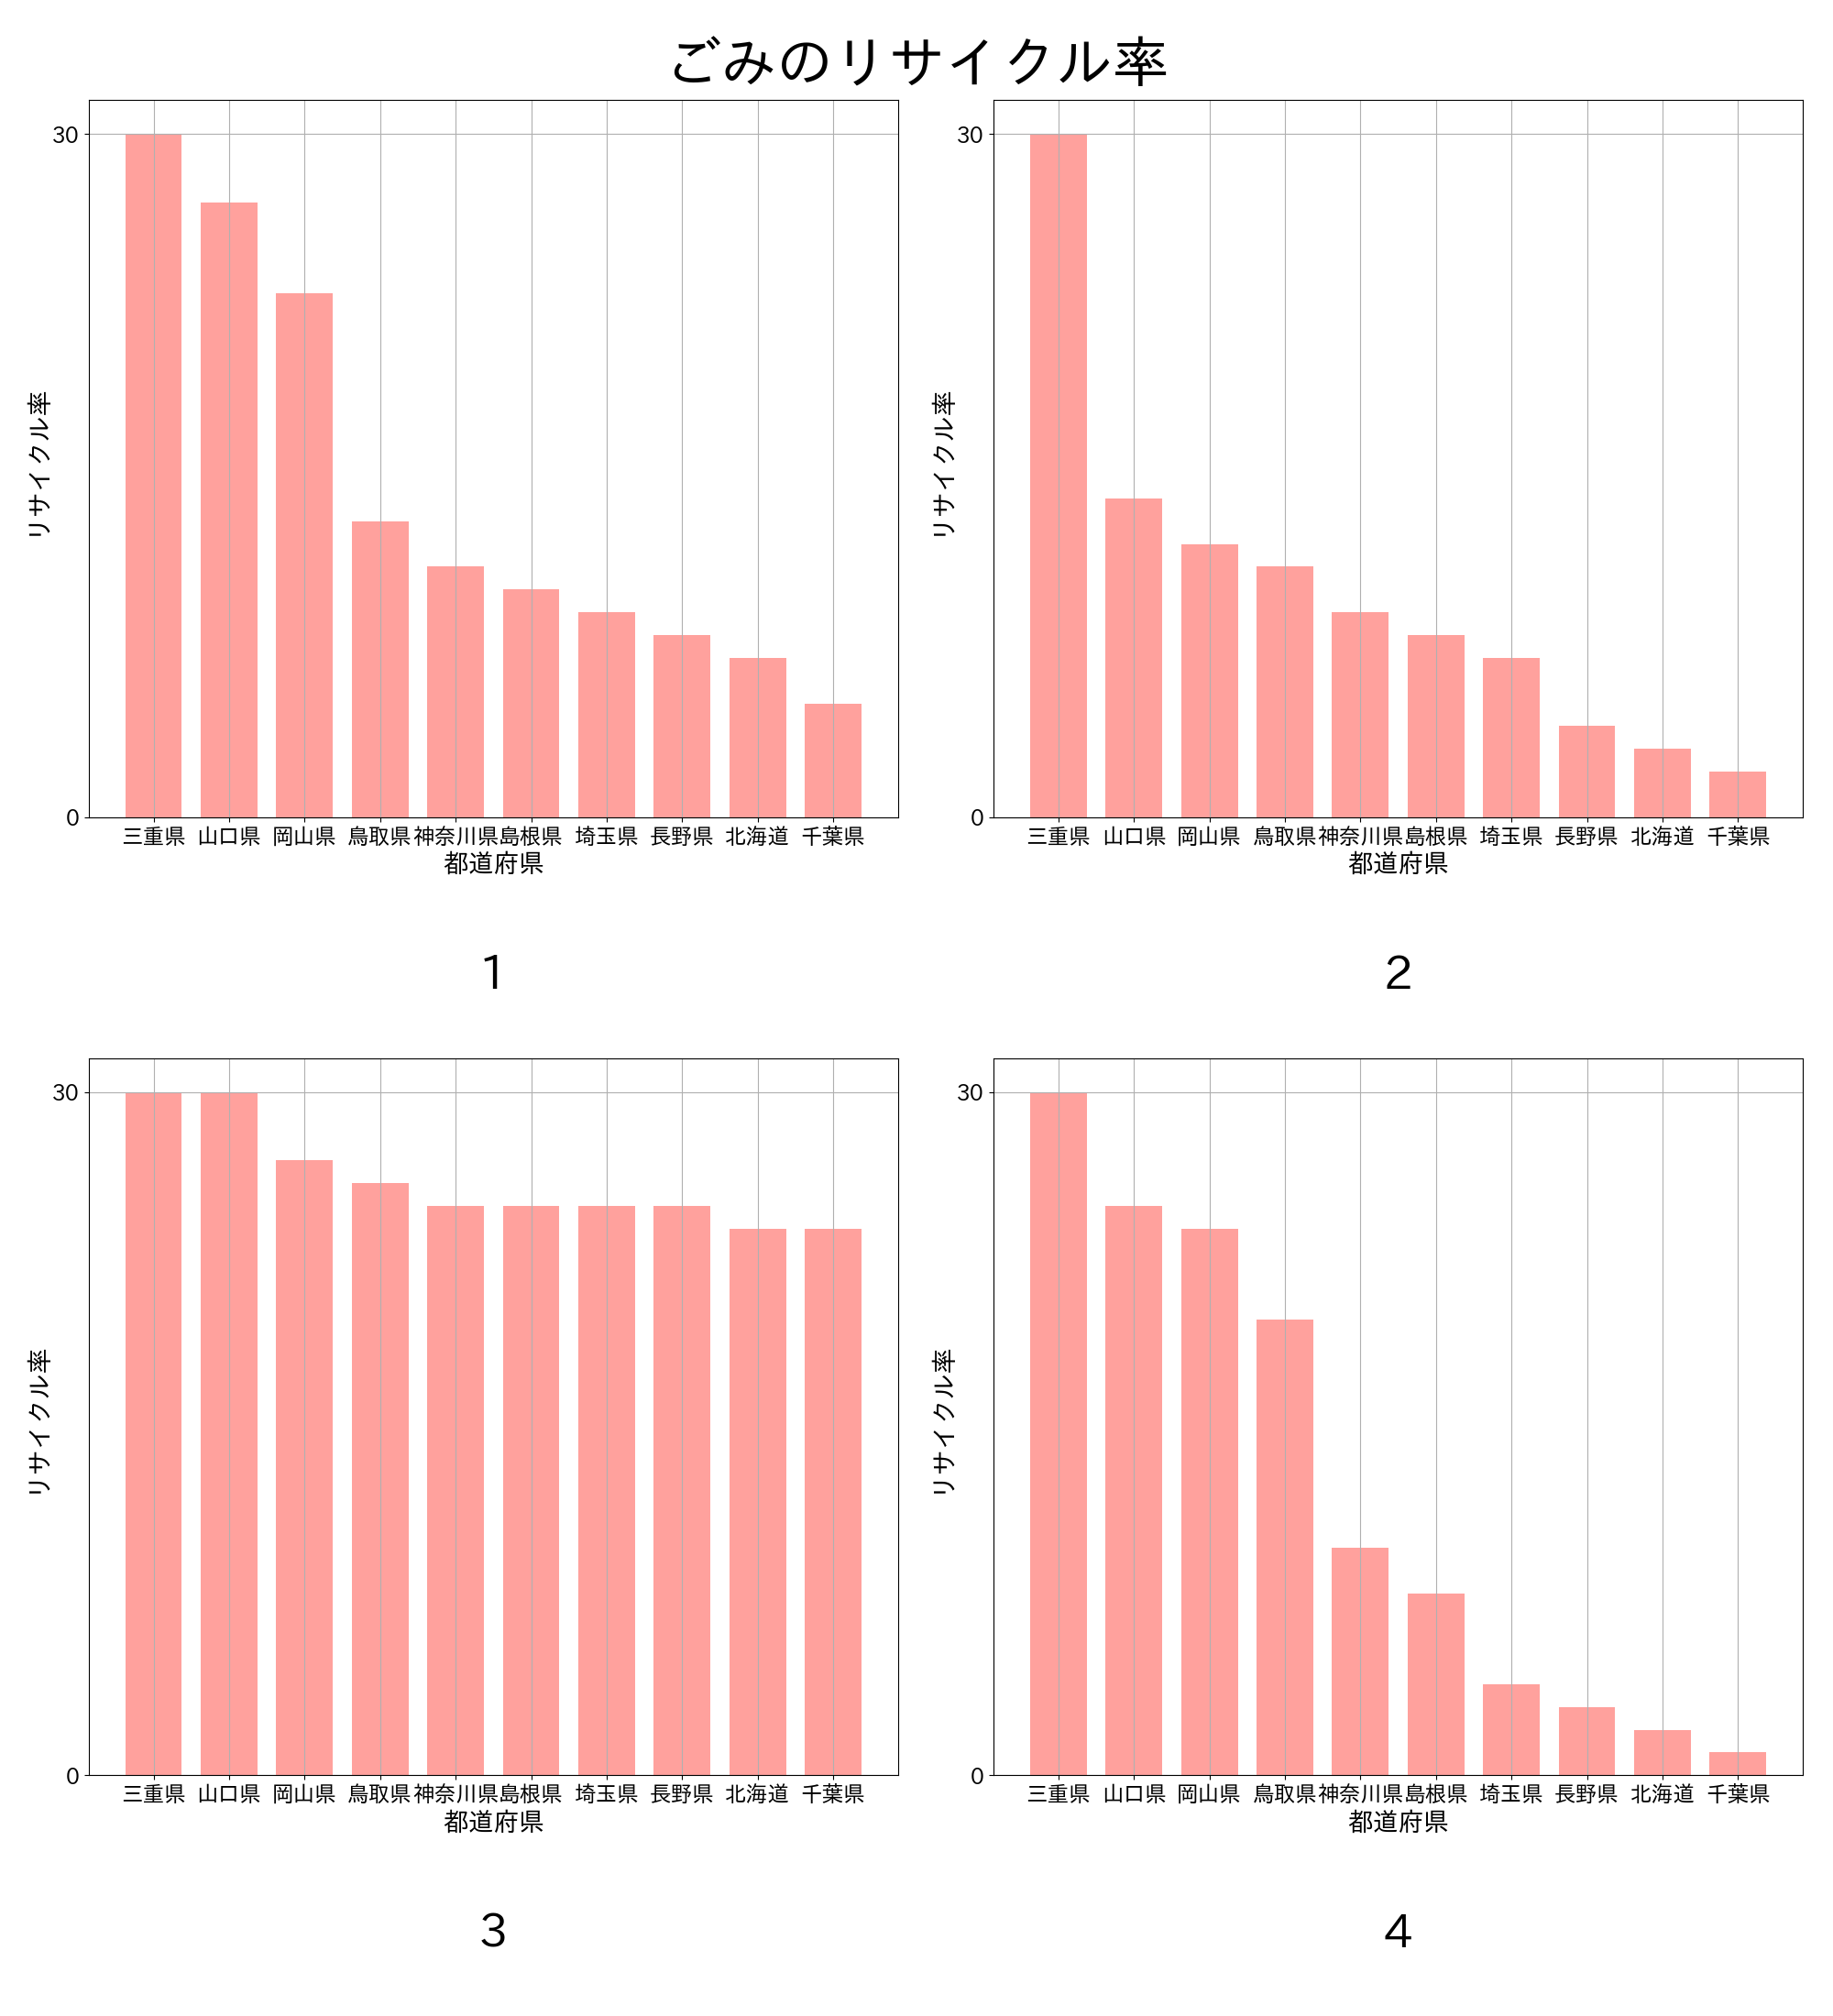 ごみのリサイクル率
30
0
リサイクル率
三重県 山口県 岡山県 鳥取県 神奈川県 島根県 埼玉県 長野県 北海道 千葉県
都道府県
1
30
0
リサイクル率
三重県 山口県 岡山県 鳥取県 神奈川県 島根県 埼玉県 長野県 北海道 千葉県
都道府県
2
30
0
リサイクル率
三重県 山口県 岡山県 鳥取県 神奈川県 島根県 埼玉県 長野県 北海道 千葉県
都道府県
3
30
0
リサイクル率
三重県 山口県 岡山県 鳥取県 神奈川県 島根県 埼玉県 長野県 北海道 千葉県
都道府県
4